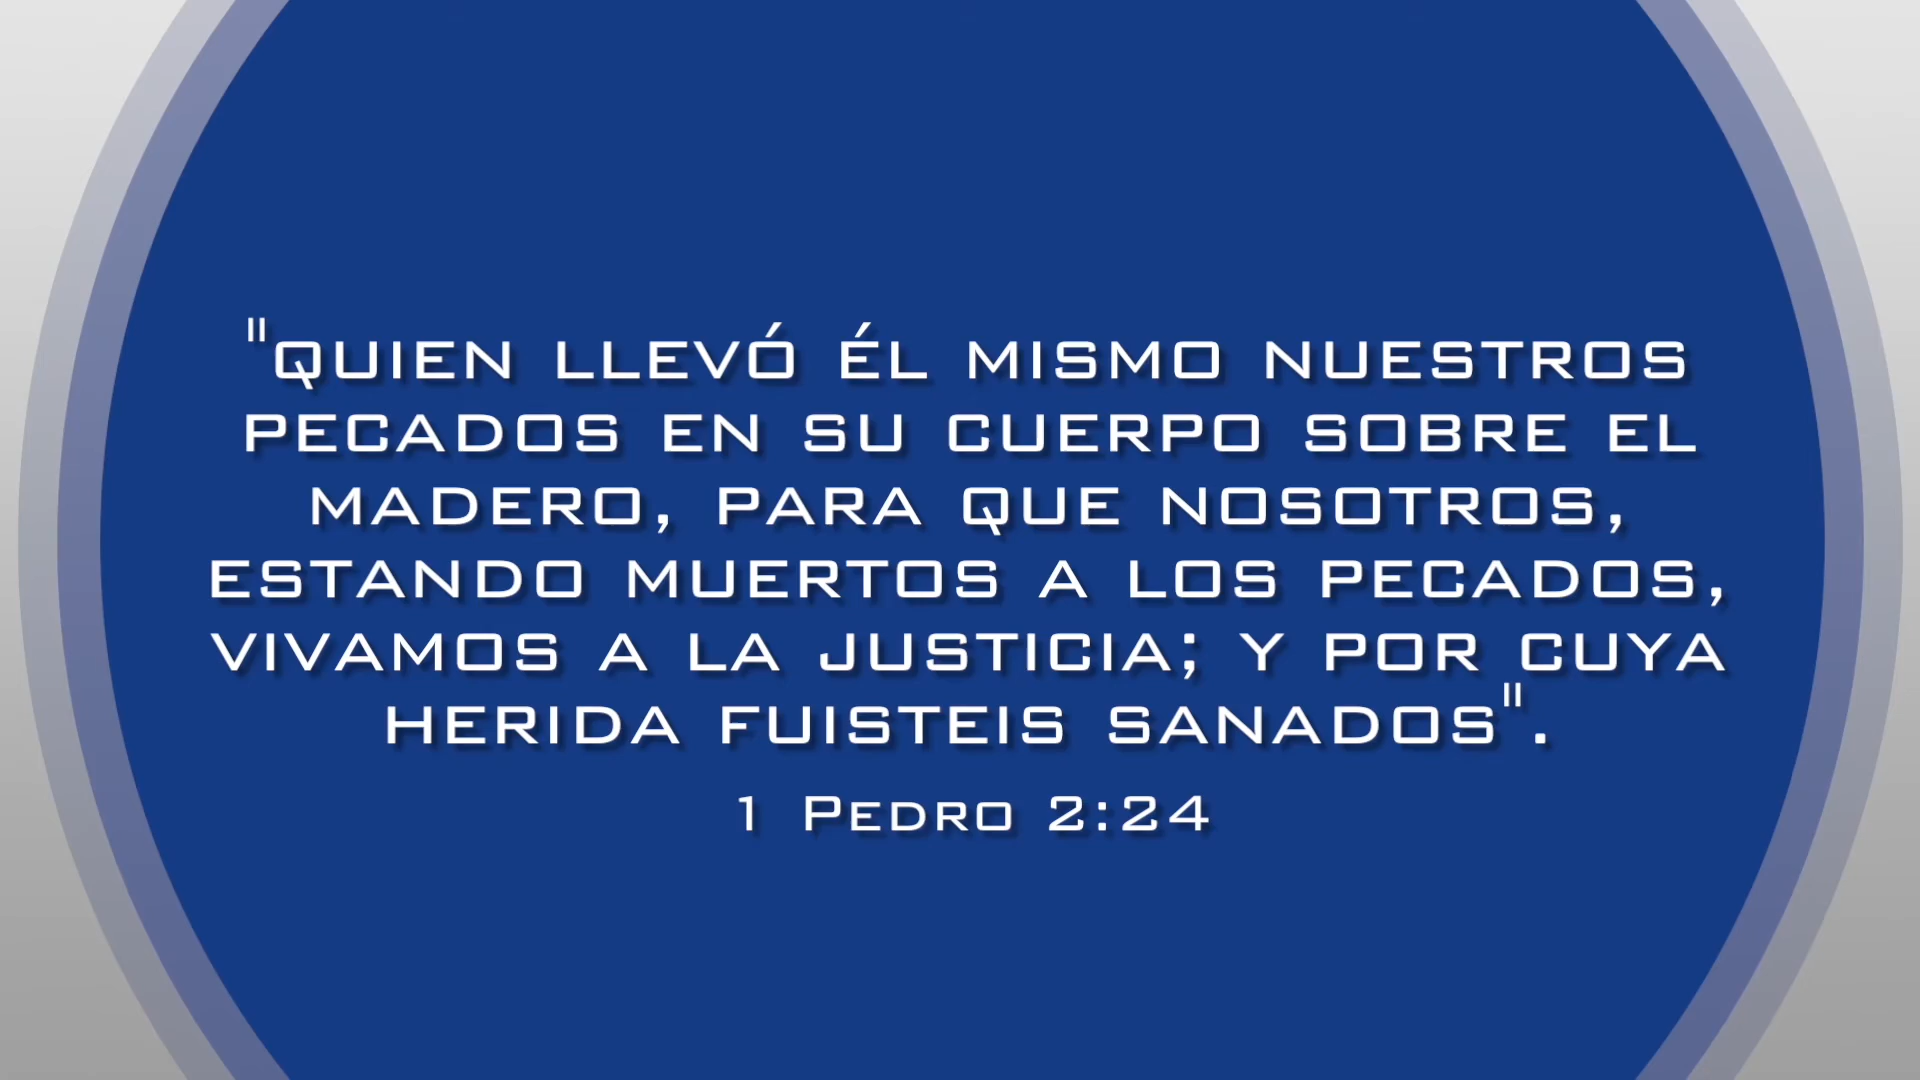 "QUIEN LLEVÓ ÉL MISMO NUESTROS
PECADOS EN SU CUERPO SOBRE EL
MADERO, PARA QUE NOSOTROS,
ESTANDO MUERTOS A LOS PECADOS,
VIVAMOS A LA JUSTICIA; Y POR CUYA
HERIDA FUISTEIS SANADOS".
1 PEDRO 2:24